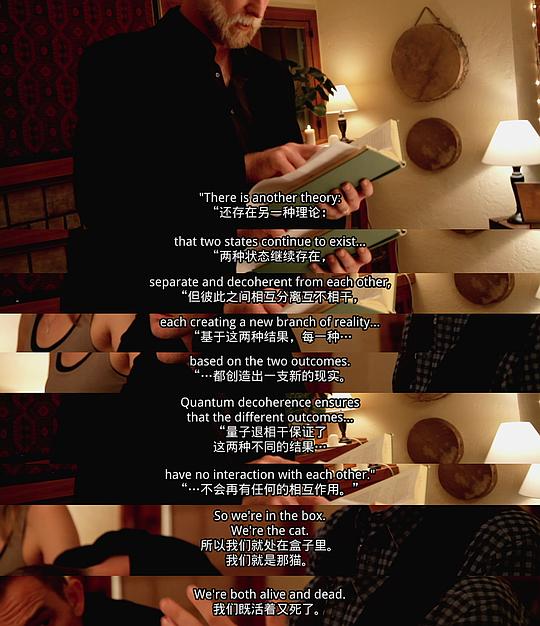 "There is another theory:
“还存在另一种理论：
that two states continue to exist...
“两种状态继续存在，
separate and decoherent from each other,
“但彼此之间相互分离互不相干，
each creating a new branch of reality...
“基于这两种结果，每一种…
based on the two outcomes.
“…都创造出一支新的现实。
Quantum decoherence ensures
that the different outcomes...
“量子退相干保证了
这两种不同的结果…
have no interaction with each other."
“…不会再有任何的相互作用。”
So we're in the box.
We're the cat.
所以我们就处在盒子里。
我们就是那猫。
We're both alive and dead.
我们既活着又死了。